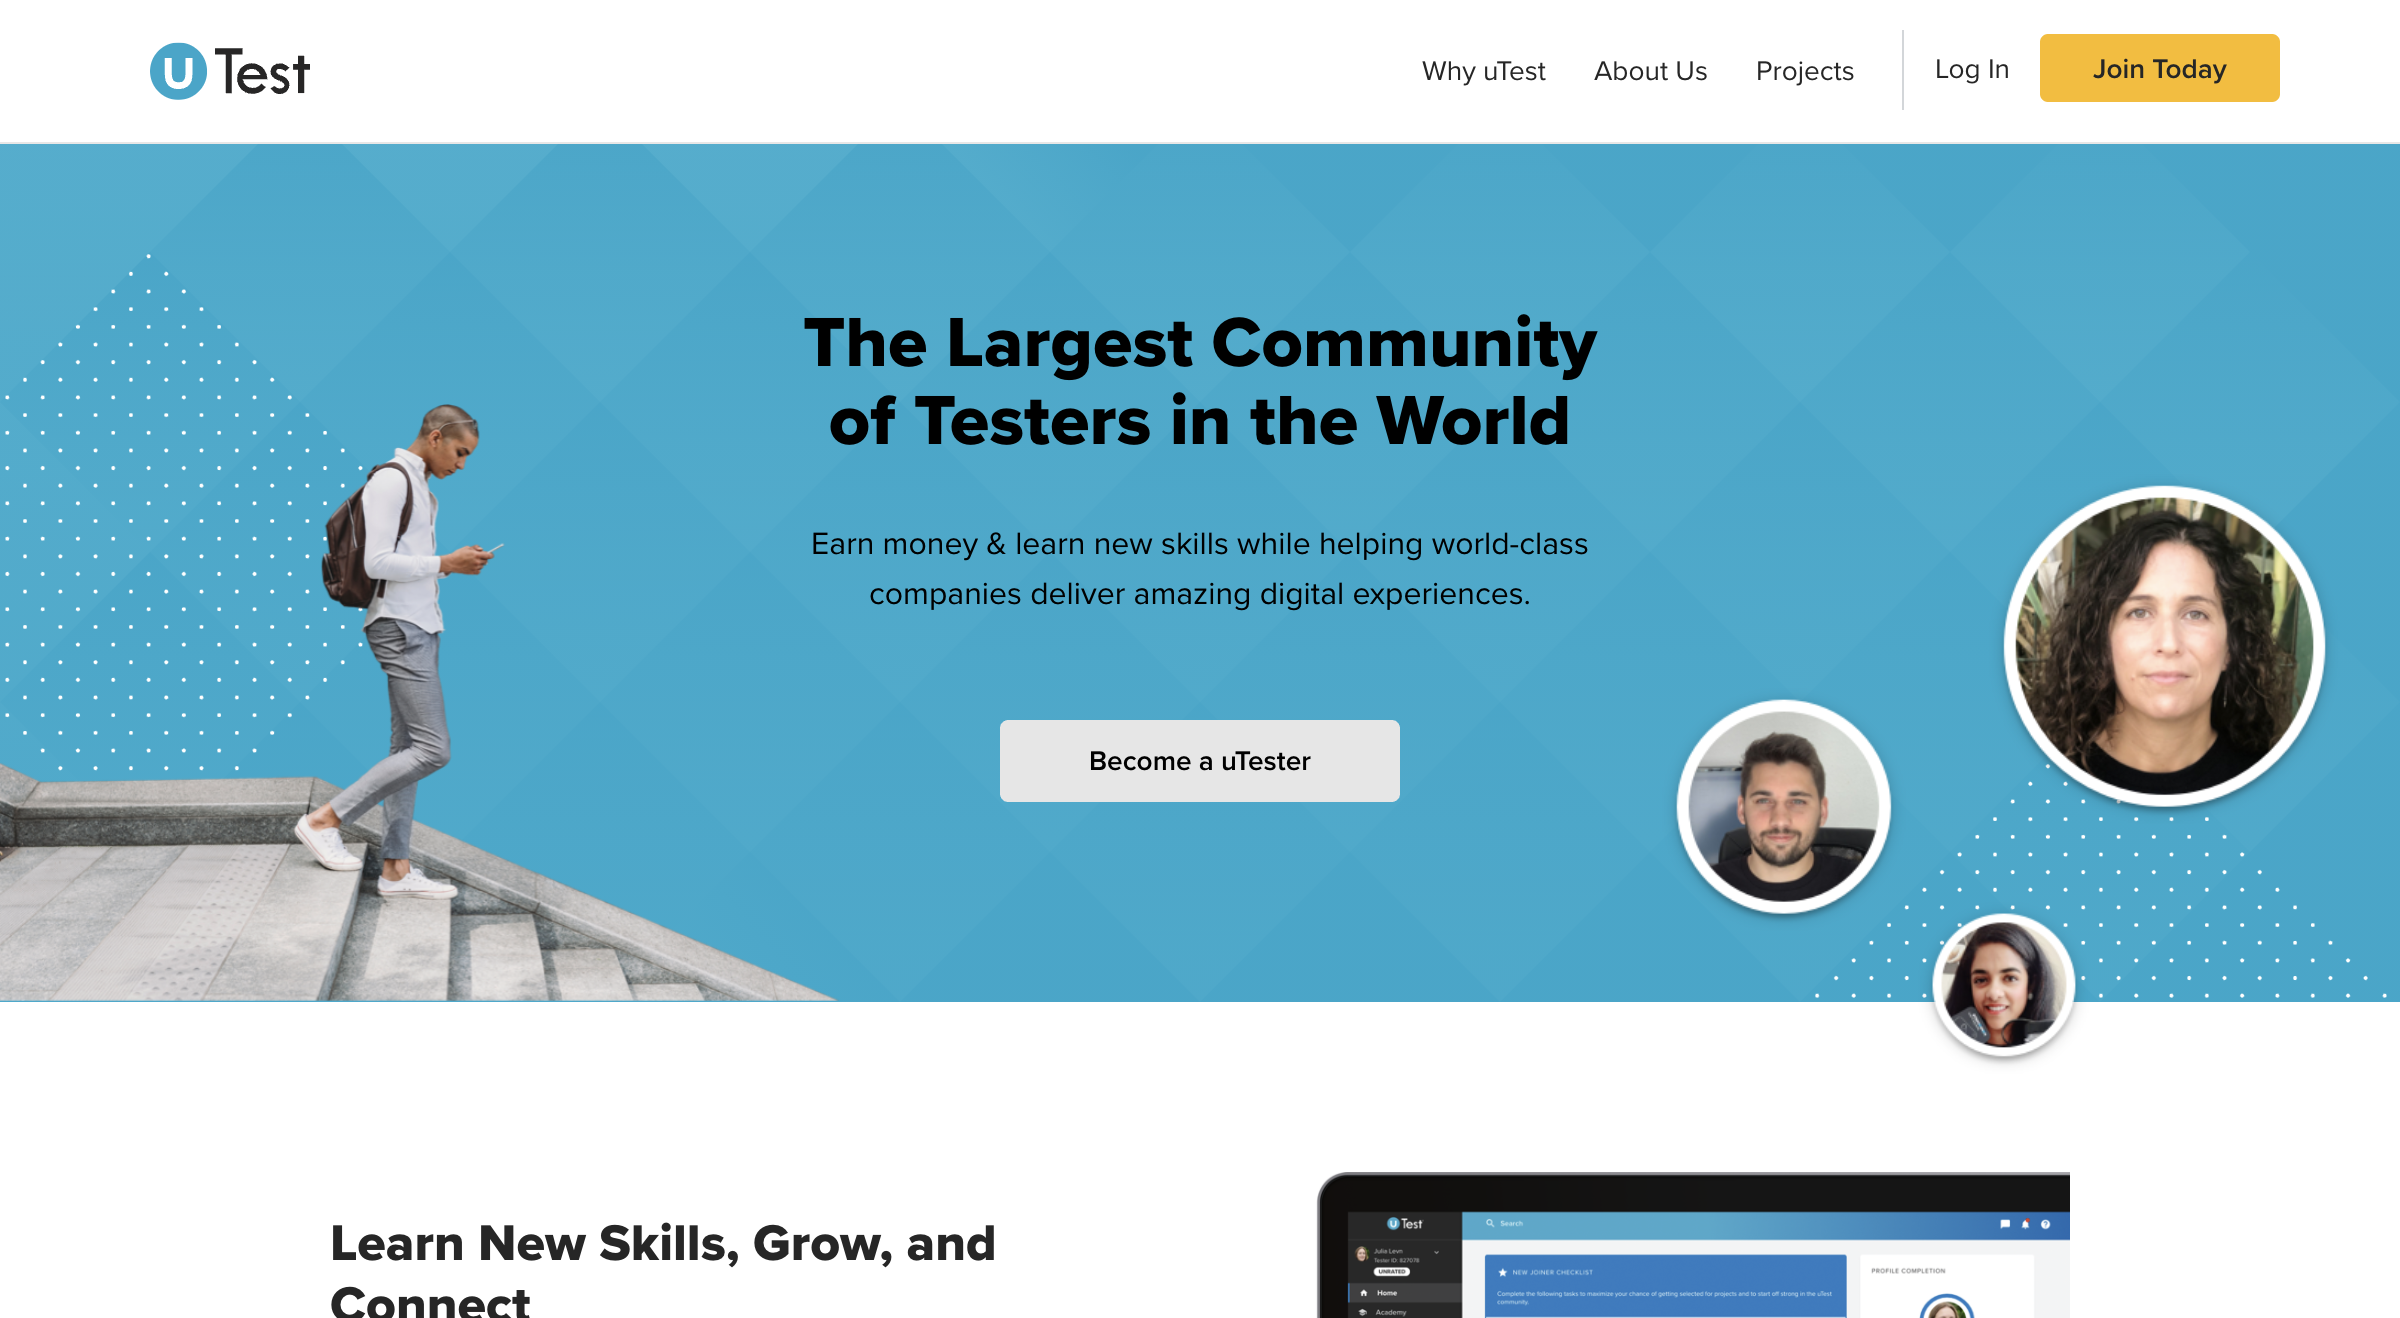 uTest
Why uTest
About Us
Projects
Log In
Join Today
The Largest Community
of Testers in the World
Earn money & learn new skills while helping world-class
companies deliver amazing digital experiences.
Become a uTester
Learn New Skills, Grow, and
Connect
uTest
Search
Julia Levn
Tester ID: 827078
UNRATED
Home
Academy
NEW JOINER CHECKLIST
Complete the following tasks to maximize your chance of getting selected for projects and to start off strong in the uTest
community.
PROFILE COMPLETION